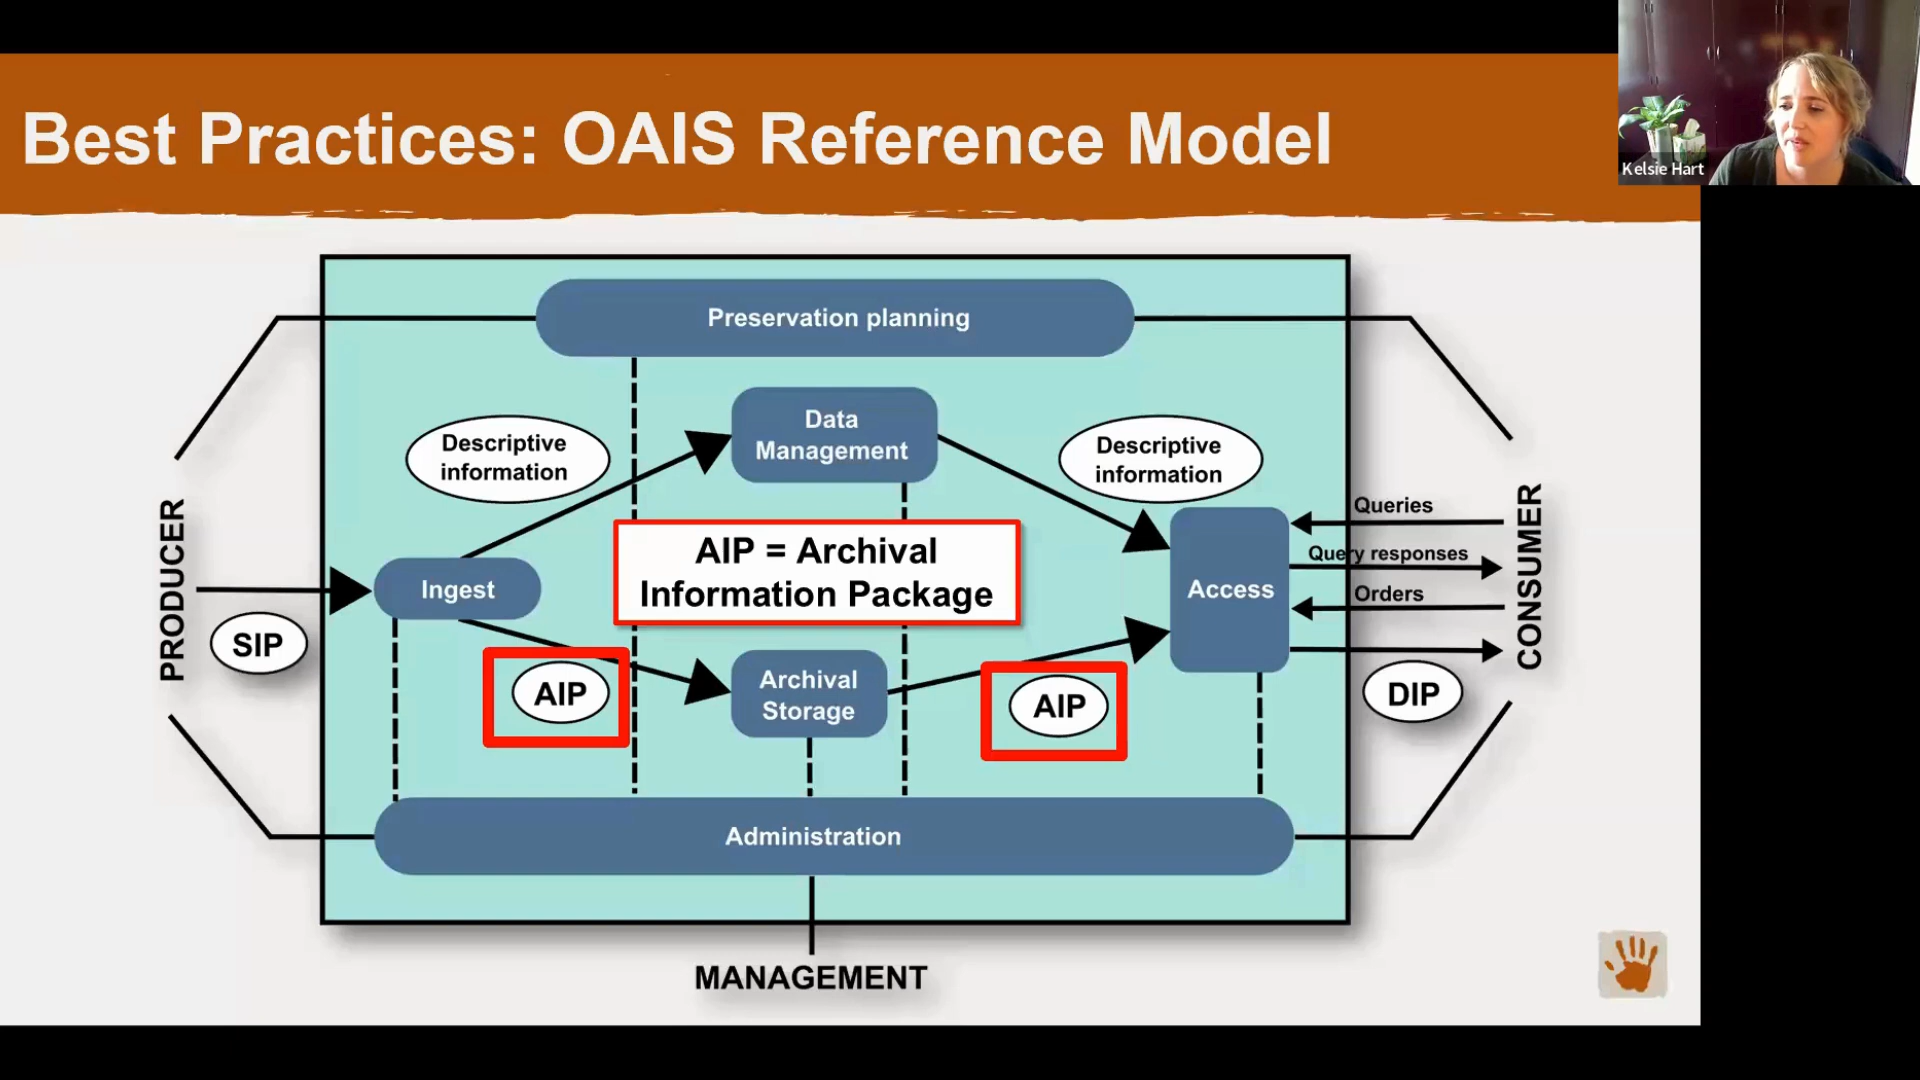 Best Practices: OAIS Reference Model
Kelsie Hart
Preservation planning
Data
Management
Descriptive
information
Descriptive
information
Queries
Query responses
Orders
AIP = Archival
Information Package
Ingest
Access
PRODUCER
CONSUMER
SIP
AIP
Archival
Storage
AIP
DIP
Administration
MANAGEMENT